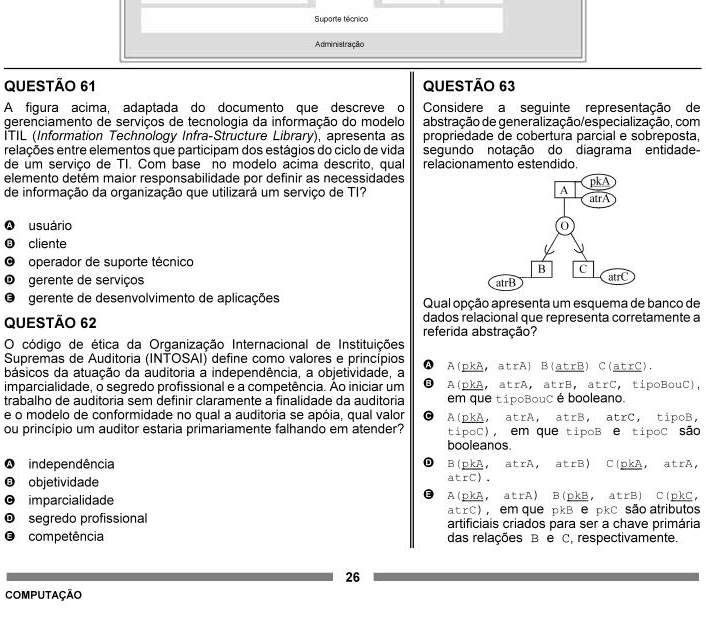 Suporte técnico
Administração
QUESTÃO 61
A figura acima, adaptada do documento que descreve o
gerenciamento de serviços de tecnologia da informação do modelo
ITIL (Information Technology Infra-Structure Library), apresenta as
relações entre elementos que participam dos estágios do ciclo de vida
de um serviço de TI. Com base no modelo acima descrito, qual
elemento detém maior responsabilidade por definir as necessidades
de informação da organização que utilizará um serviço de TI?
A usuário
B cliente
C operador de suporte técnico
D gerente de serviços
E gerente de desenvolvimento de aplicações
QUESTÃO 62
O código de ética da Organização Internacional de Instituições
Supremas de Auditoria (INTOSAI) define como valores e princípios
básicos da atuação da auditoria a independência, a objetividade, a
imparcialidade, o segredo profissional e a competência. Ao iniciar um
trabalho de auditoria sem definir claramente a finalidade da auditoria
e o modelo de conformidade no qual a auditoria se apóia, qual valor
ou princípio um auditor estaria primariamente falhando em atender?
A independência
B objetividade
C imparcialidade
D segredo profissional
E competência
QUESTÃO 63
Considere a seguinte representação de
abstração de generalização/especialização, com
propriedade de cobertura parcial e sobreposta,
segundo notação do diagrama entidade-
relacionamento estendido.
pkA
A
atrA
O
B
C
atrB
atrC
Qual opção apresenta um esquema de banco de
dados relacional que representa corretamente a
referida abstração?
A A(pkA, atrA) B(atrB) C(atrC).
B A(pkA, atrA, atrB, atrC, tipoBouC),
em que tipoBouC é booleano.
C A(pkA, atrA, atrB, atrC, tipoB,
tipoC), em que tipoB e tipoC são
booleanos.
D B(pkA, atrA, atrB) C(pkA, atrA,
atrC).
E A(pkA, atrA) B(pkB, atrB) C(pkC,
atrC), em que pkB e pkC são atributos
artificiais criados para ser a chave primária
das relações B e C, respectivamente.
26
COMPUTAÇÃO